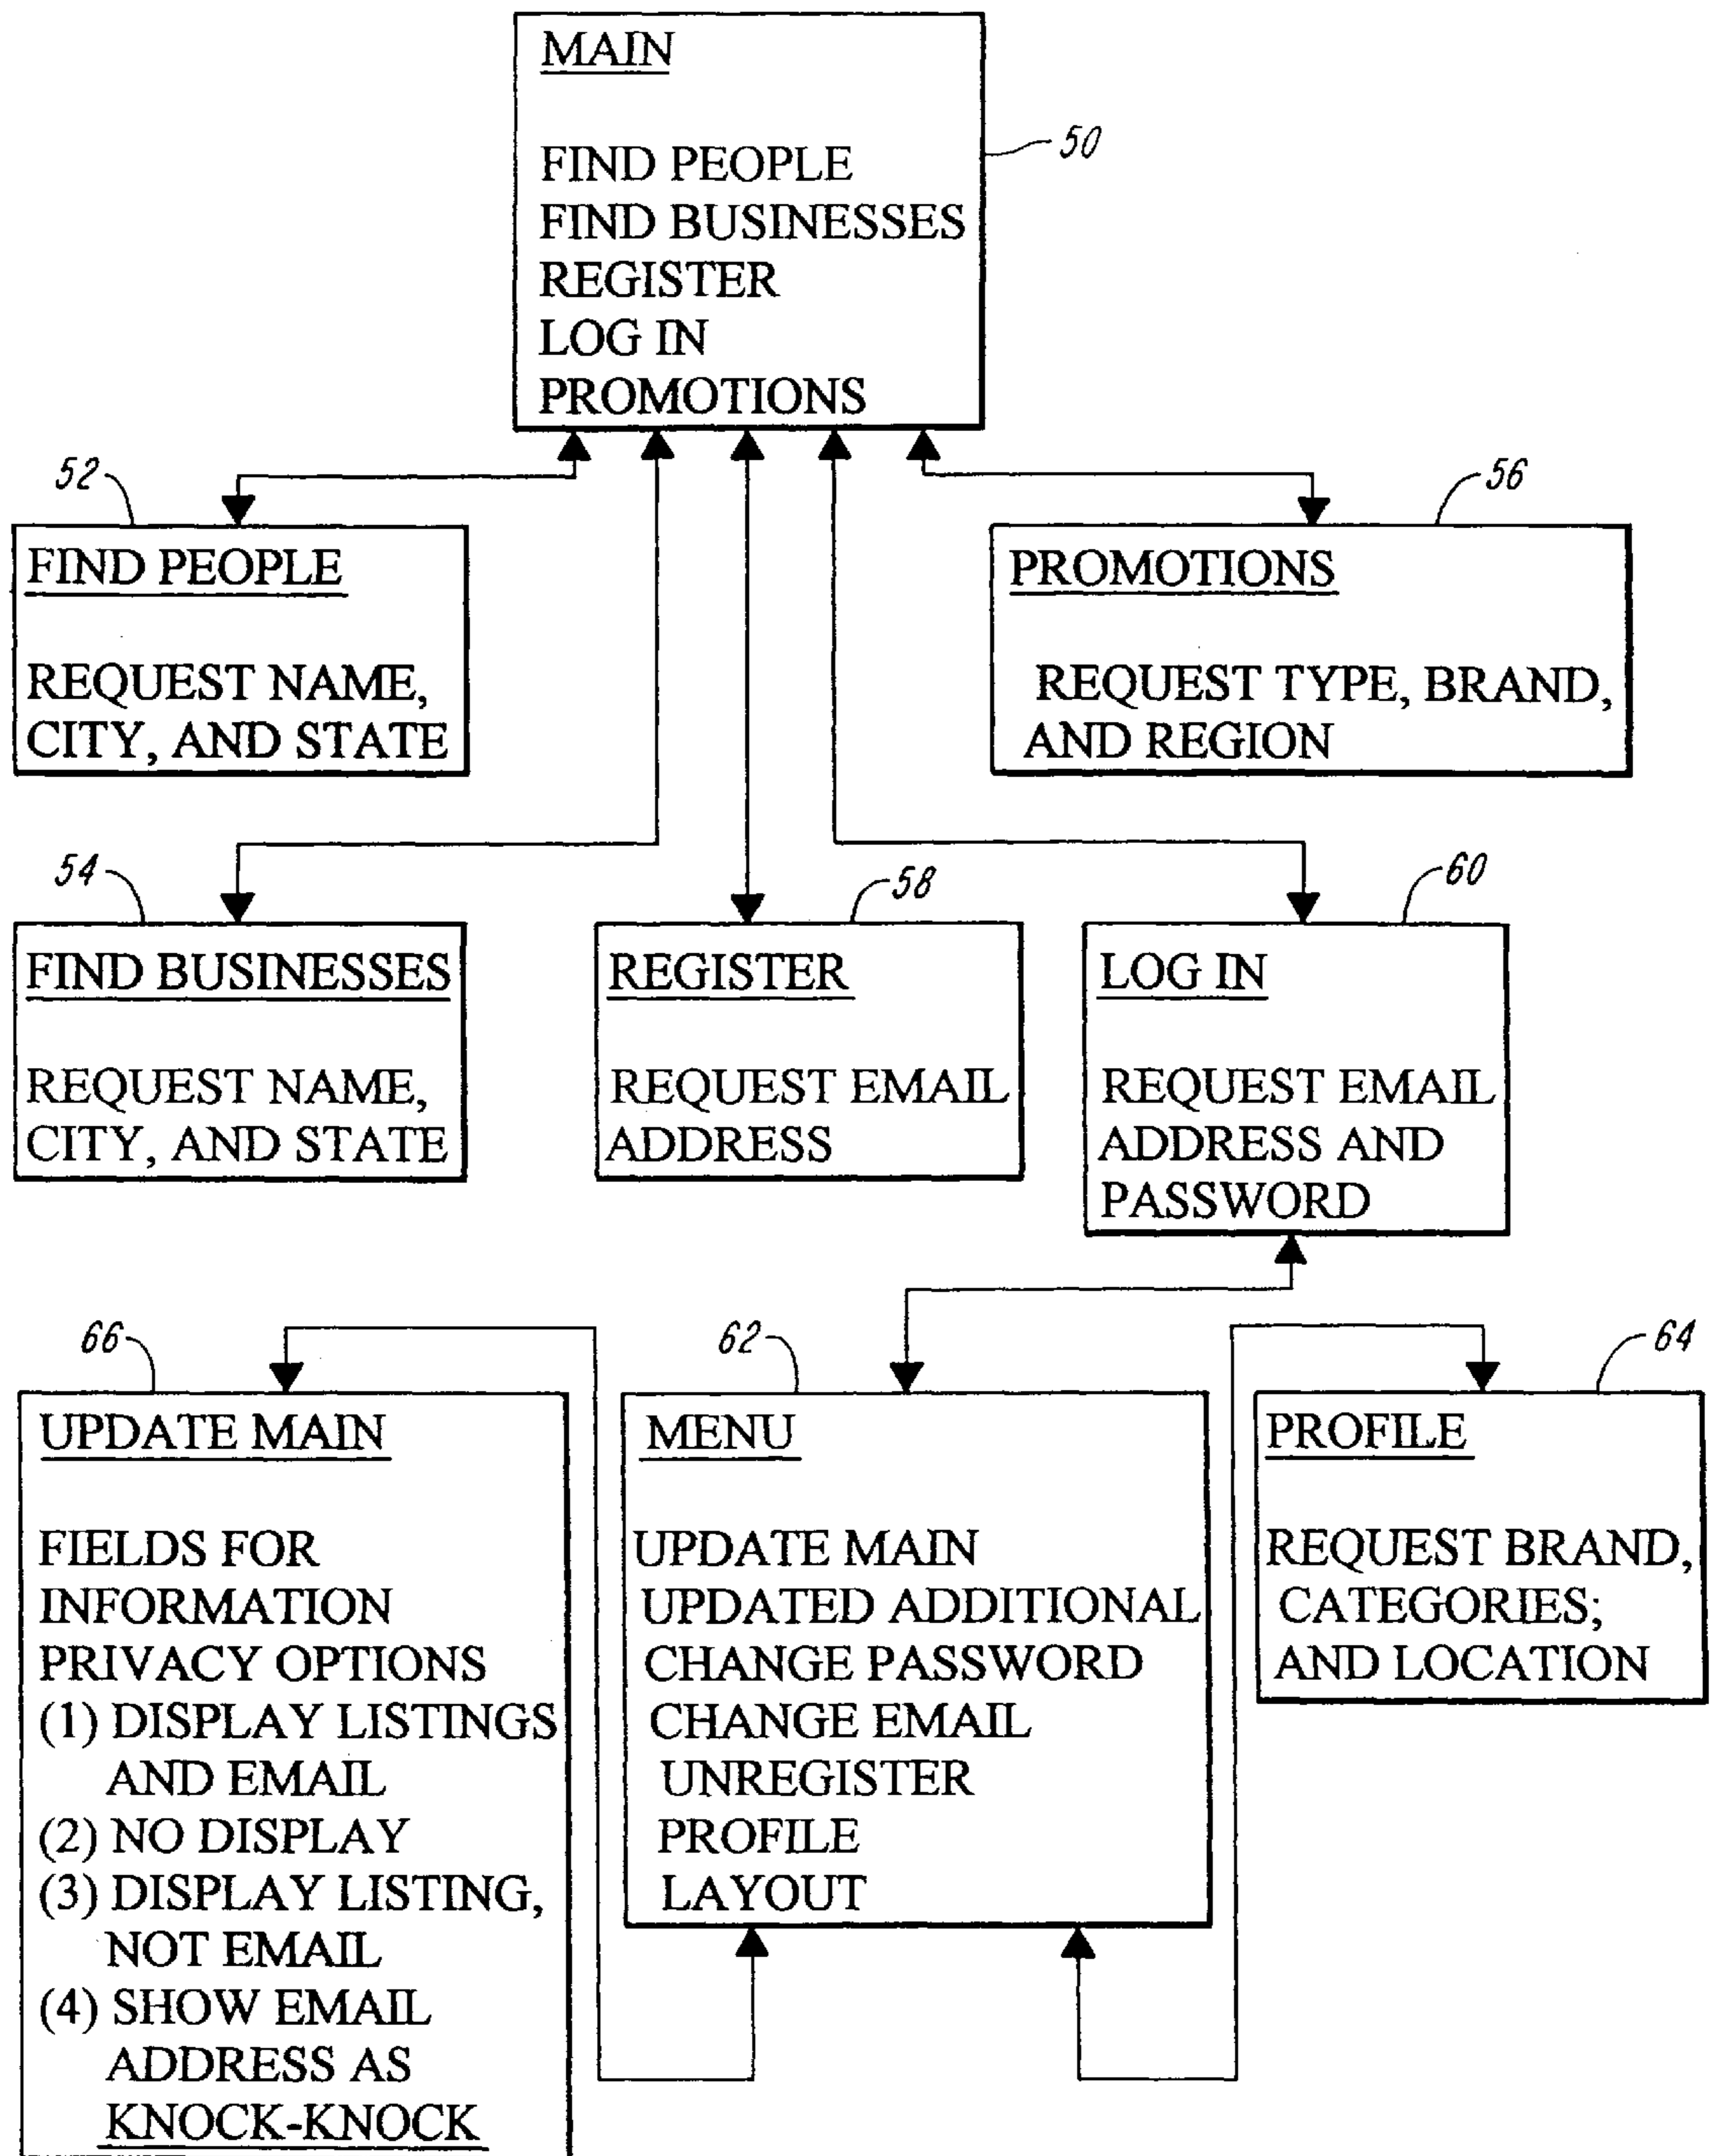 MAIN
FIND PEOPLE
FIND BUSINESSES
REGISTER
LOG IN
PROMOTIONS
50
52
FIND PEOPLE
REQUEST NAME,
CITY, AND STATE
56
PROMOTIONS
REQUEST TYPE, BRAND,
AND REGION
54
FIND BUSINESSES
REQUEST NAME,
CITY, AND STATE
58
REGISTER
REQUEST EMAIL
ADDRESS
60
LOG IN
REQUEST EMAIL
ADDRESS AND
PASSWORD
66
UPDATE MAIN
FIELDS FOR
INFORMATION
PRIVACY OPTIONS
(1) DISPLAY LISTINGS
AND EMAIL
(2) NO DISPLAY
(3) DISPLAY LISTING,
NOT EMAIL
(4) SHOW EMAIL
ADDRESS AS
KNOCK-KNOCK
62
MENU
UPDATE MAIN
UPDATED ADDITIONAL
CHANGE PASSWORD
CHANGE EMAIL
UNREGISTER
PROFILE
LAYOUT
64
PROFILE
REQUEST BRAND,
CATEGORIES;
AND LOCATION